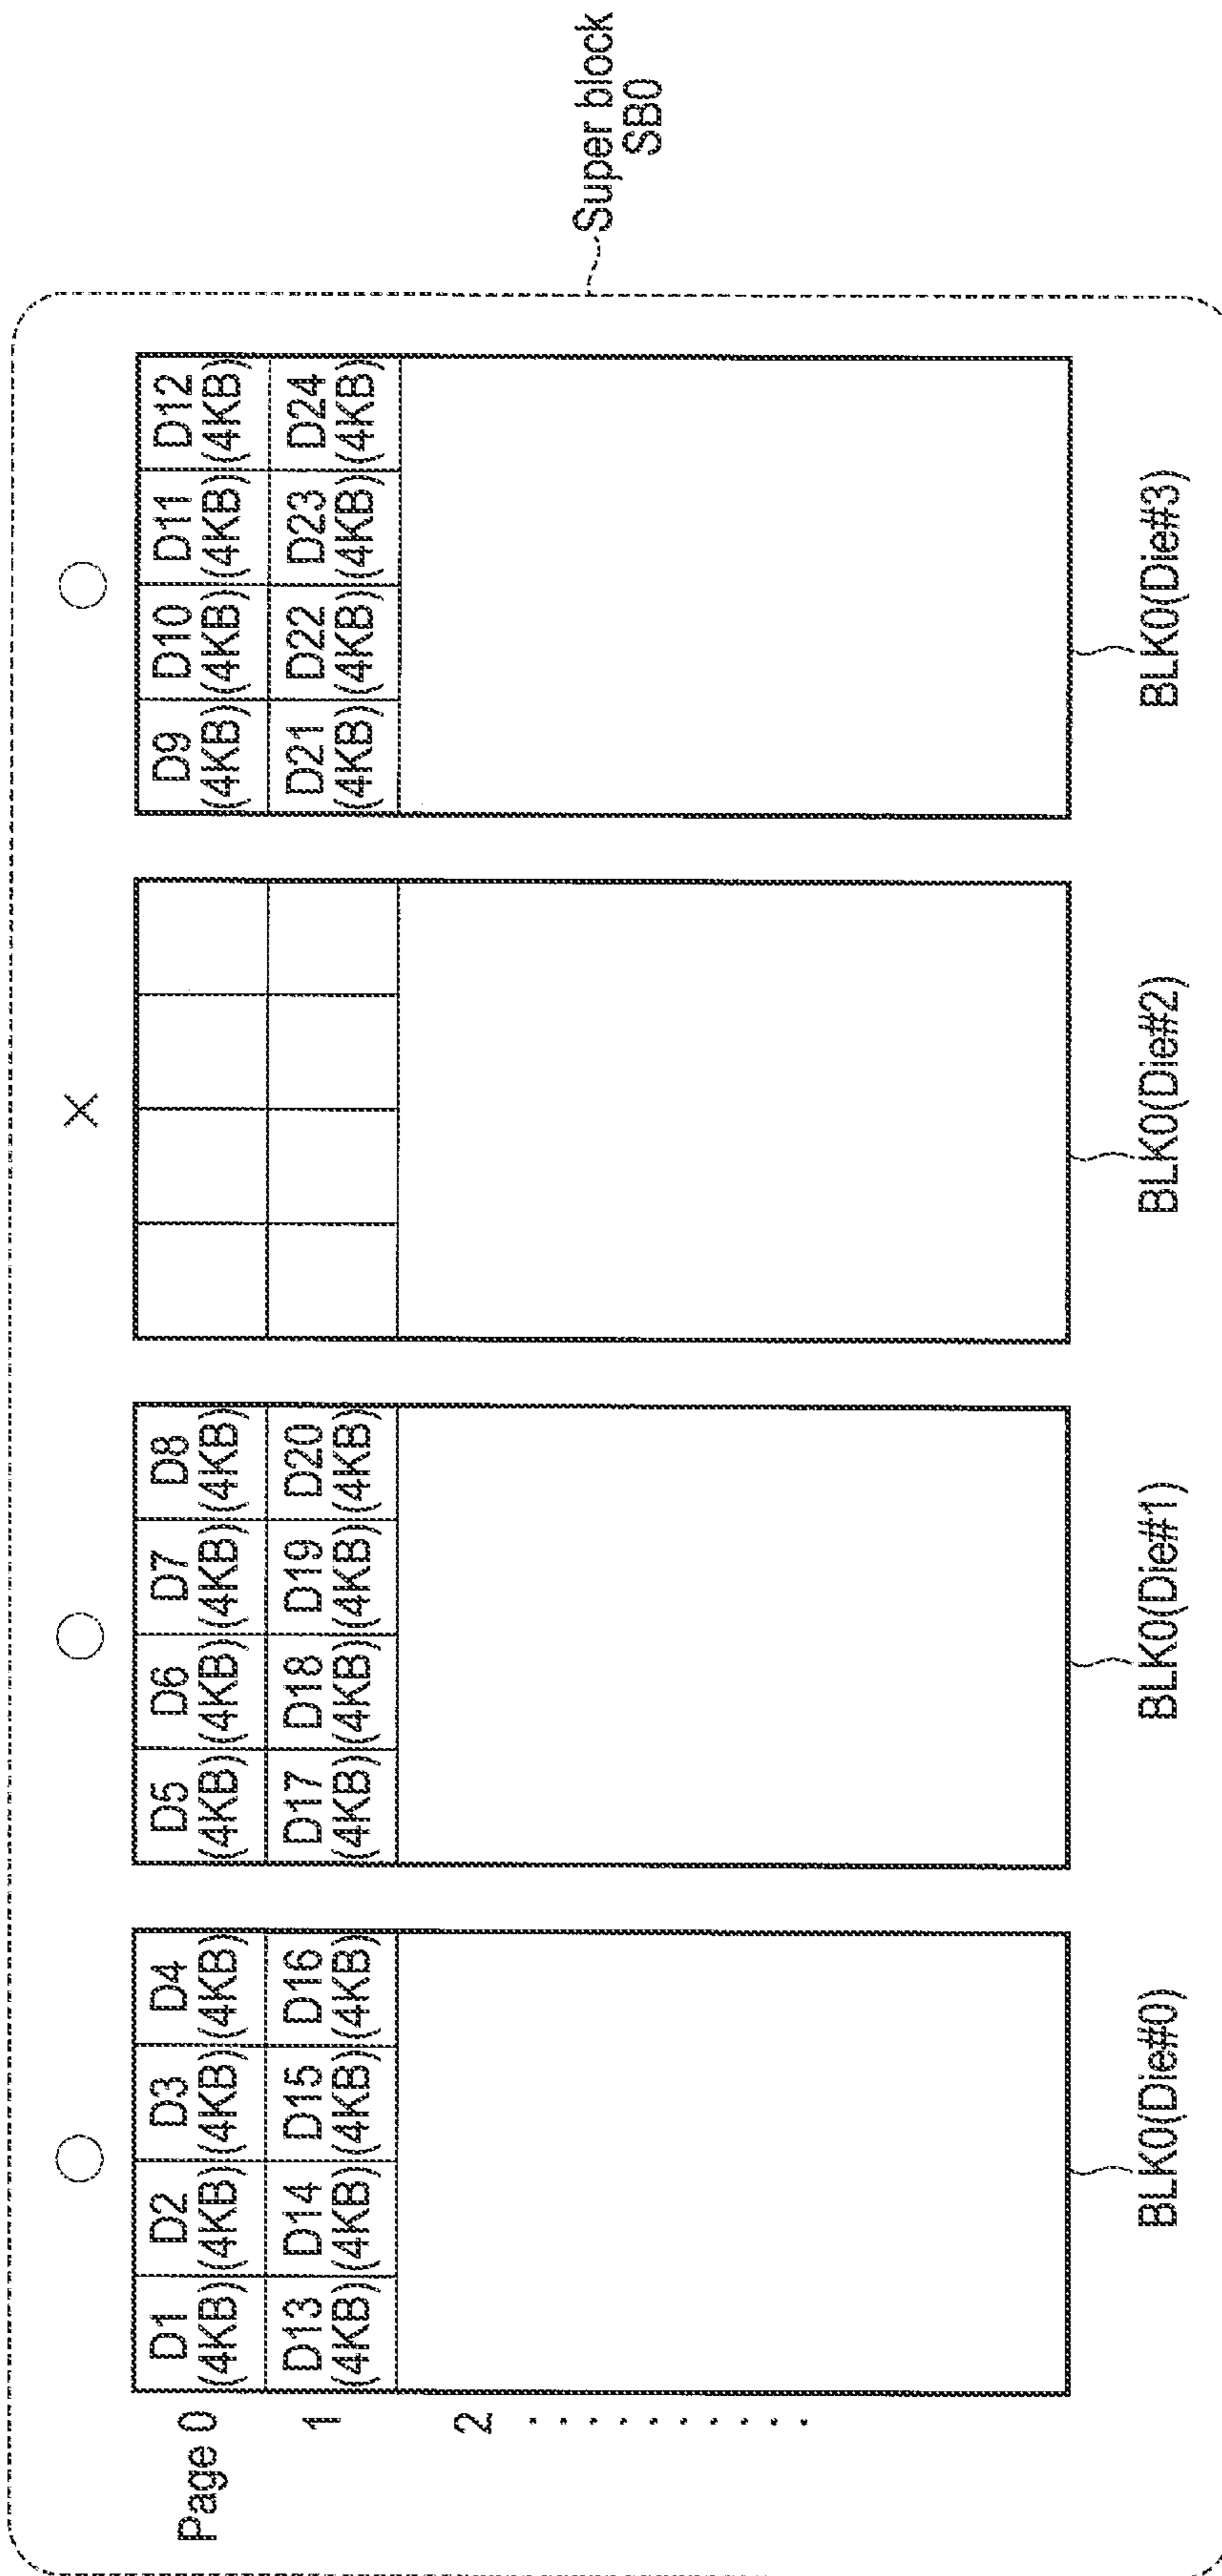 Super block
SB0
○ ○ × ○
Page 0
D1 D2 D3 D4 D5 D6 D7 D8 D9 D10 D11 D12
(4KB) (4KB) (4KB) (4KB) (4KB) (4KB) (4KB) (4KB) (4KB) (4KB) (4KB) (4KB)
1
D13 D14 D15 D16 D17 D18 D19 D20 D21 D22 D23 D24
(4KB) (4KB) (4KB) (4KB) (4KB) (4KB) (4KB) (4KB) (4KB) (4KB) (4KB) (4KB)
2
BLK0(Die#0) BLK0(Die#1) BLK0(Die#2) BLK0(Die#3)